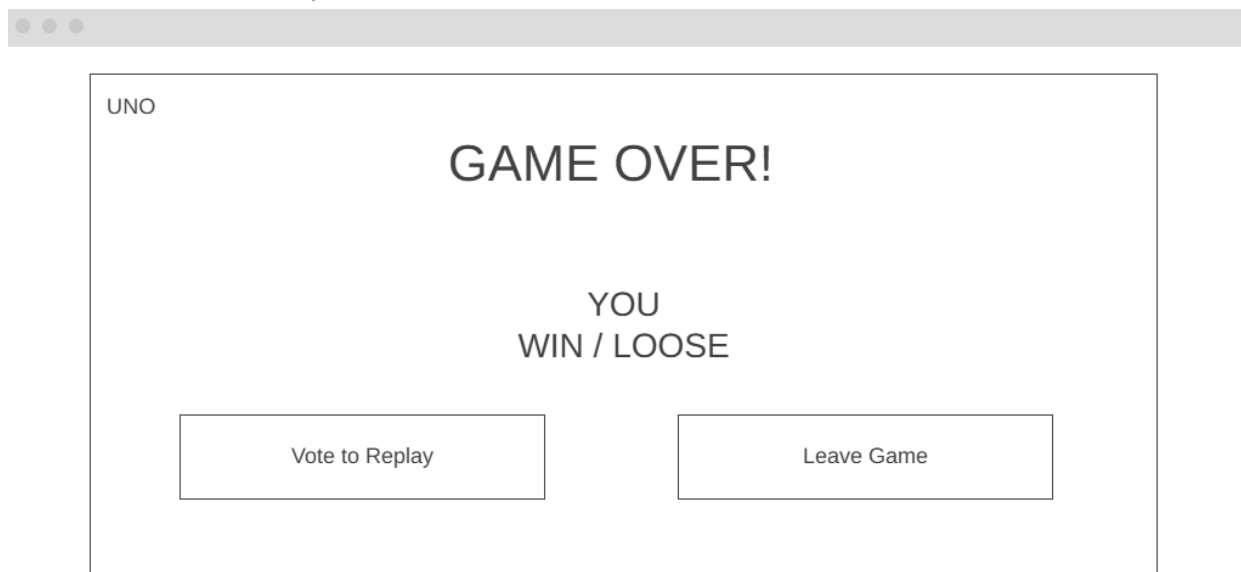 UNO
GAME OVER!
YOU
WIN / LOOSE
Vote to Replay
Leave Game